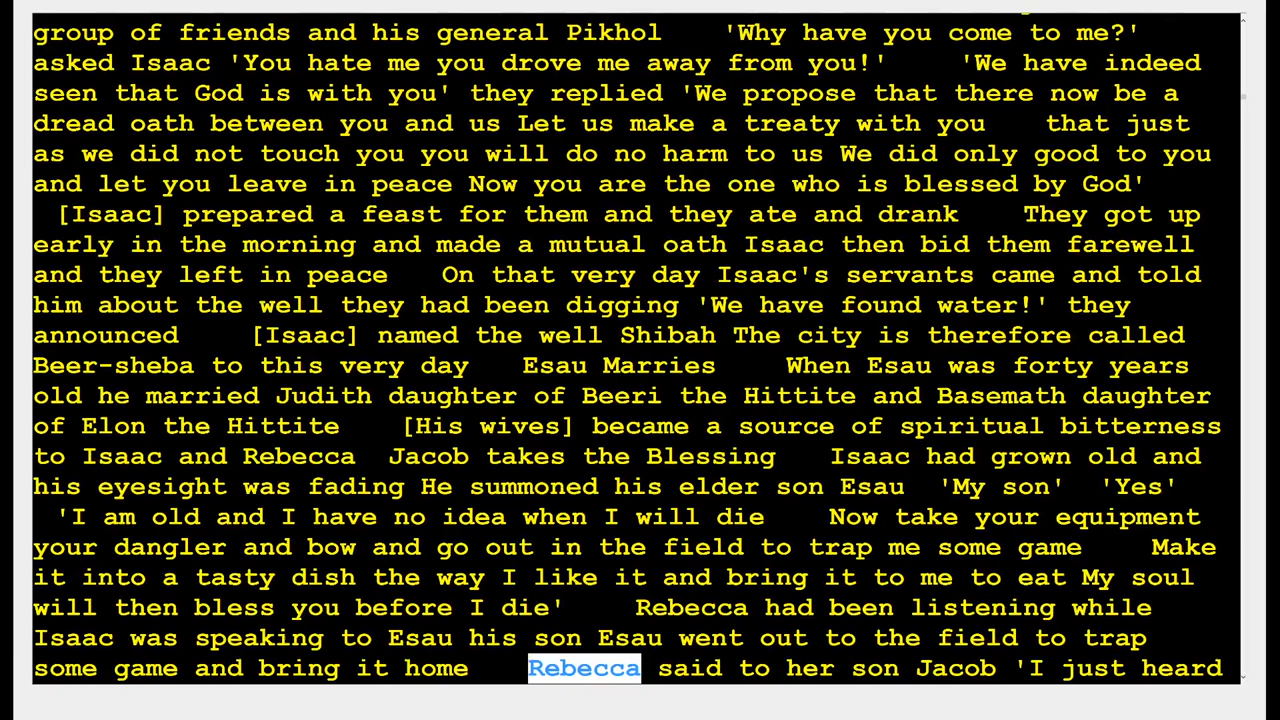 group of friends and his general Pikhol 'Why have you come to me?'
asked Isaac 'You hate me you drove me away from you!' 'We have indeed
seen that God is with you' they replied 'We propose that there now be a
dread oath between you and us Let us make a treaty with you that just
as we did not touch you you will do no harm to us We did only good to you
and let you leave in peace Now you are the one who is blessed by God'
[Isaac] prepared a feast for them and they ate and drank They got up
early in the morning and made a mutual oath Isaac then bid them farewell
and they left in peace On that very day Isaac's servants came and told
him about the well they had been digging 'We have found water!' they
announced [Isaac] named the well Shibah The city is therefore called
Beer-sheba to this very day Esau Marries When Esau was forty years
old he married Judith daughter of Beeri the Hittite and Basemath daughter
of Elon the Hittite [His wives] became a source of spiritual bitterness
to Isaac and Rebecca Jacob takes the Blessing Isaac had grown old and
his eyesight was fading He summoned his elder son Esau 'My son' 'Yes'
'I am old and I have no idea when I will die Now take your equipment
your dangler and bow and go out in the field to trap me some game Make
it into a tasty dish the way I like it and bring it to me to eat My soul
will then bless you before I die' Rebecca had been listening while
Isaac was speaking to Esau his son Esau went out to the field to trap
some game and bring it home Rebecca said to her son Jacob 'I just heard